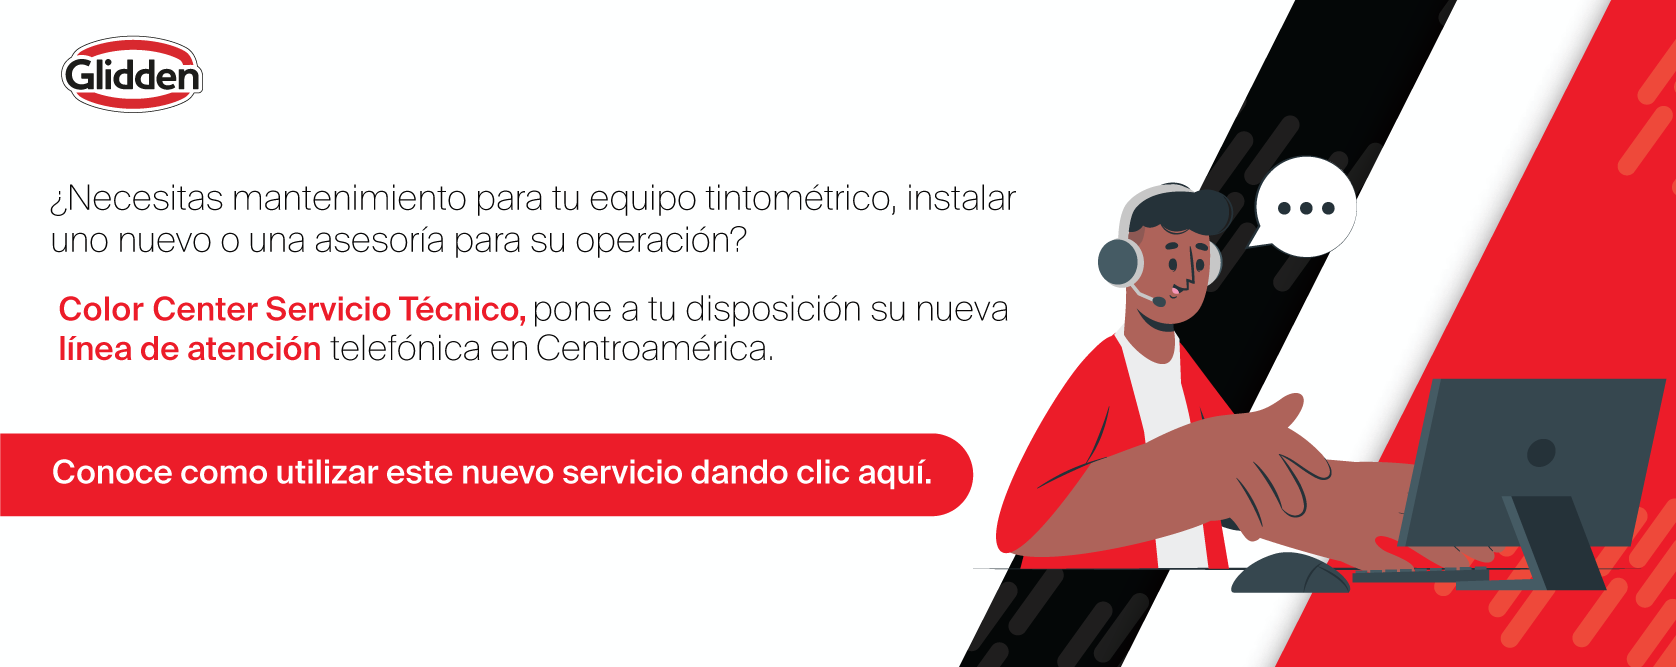 Glidden
¿Necesitas mantenimiento para tu equipo tintométrico, instalar
uno nuevo o una asesoría para su operación?
Color Center Servicio Técnico, pone a tu disposición su nueva
línea de atención telefónica en Centroamérica.
Conoce como utilizar este nuevo servicio dando clic aquí.